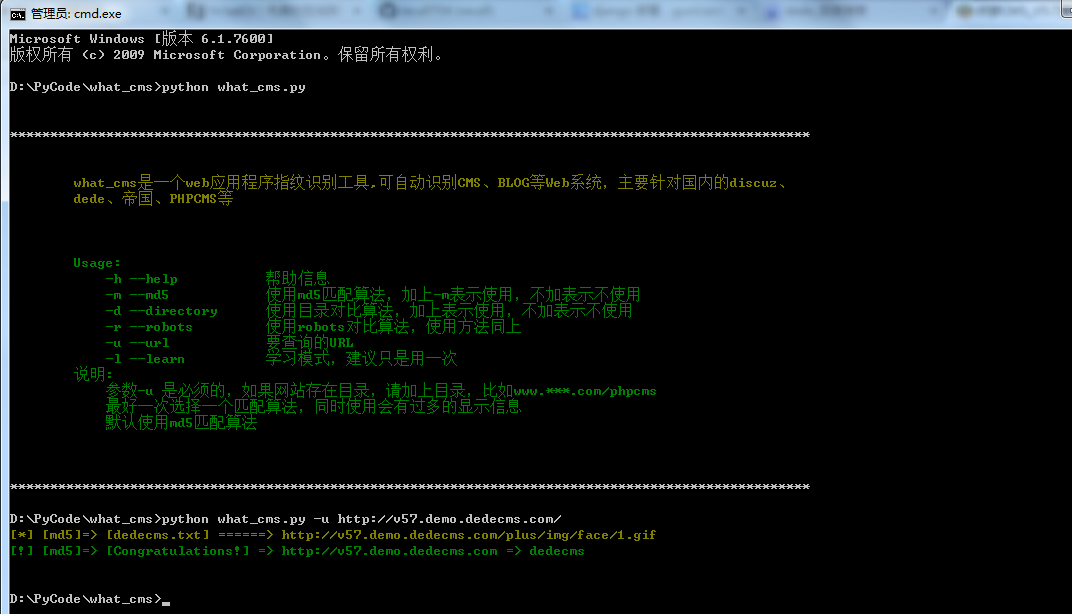 管理员: cmd.exe
Microsoft Windows [版本 6.1.7600]
版权所有 (c) 2009 Microsoft Corporation。保留所有权利。
D:\PyCode\what_cms>python what_cms.py
****************************************************************************************************
what_cms是一个web应用程序指纹识别工具,可自动识别CMS、BLOG等Web系统，主要针对国内的discuz、
dede、帝国、PHPCMS等
Usage:
-h --help 帮助信息
-m --md5 使用md5匹配算法，加上-m表示使用，不加表示不使用
-d --directory 使用目录对比算法，加上表示使用，不加表示不使用
-r --robots 使用robots对比算法，使用方法同上
-u --url 要查询的URL
-l --learn 学习模式，建议只是用一次
说明:
参数-u 是必须的，如果网站存在目录，请加上目录，比如www.***.com/phpcms
最好一次选择一个匹配算法，同时使用会有过多的显示信息
默认使用md5匹配算法
****************************************************************************************************
D:\PyCode\what_cms>python what_cms.py -u http://v57.demo.dedecms.com/
[*] [md5]=> [dedecms.txt] ======> http://v57.demo.dedecms.com/plus/img/face/1.gif
[!] [md5]=> [Congratulations!] => http://v57.demo.dedecms.com => dedecms
D:\PyCode\what_cms>